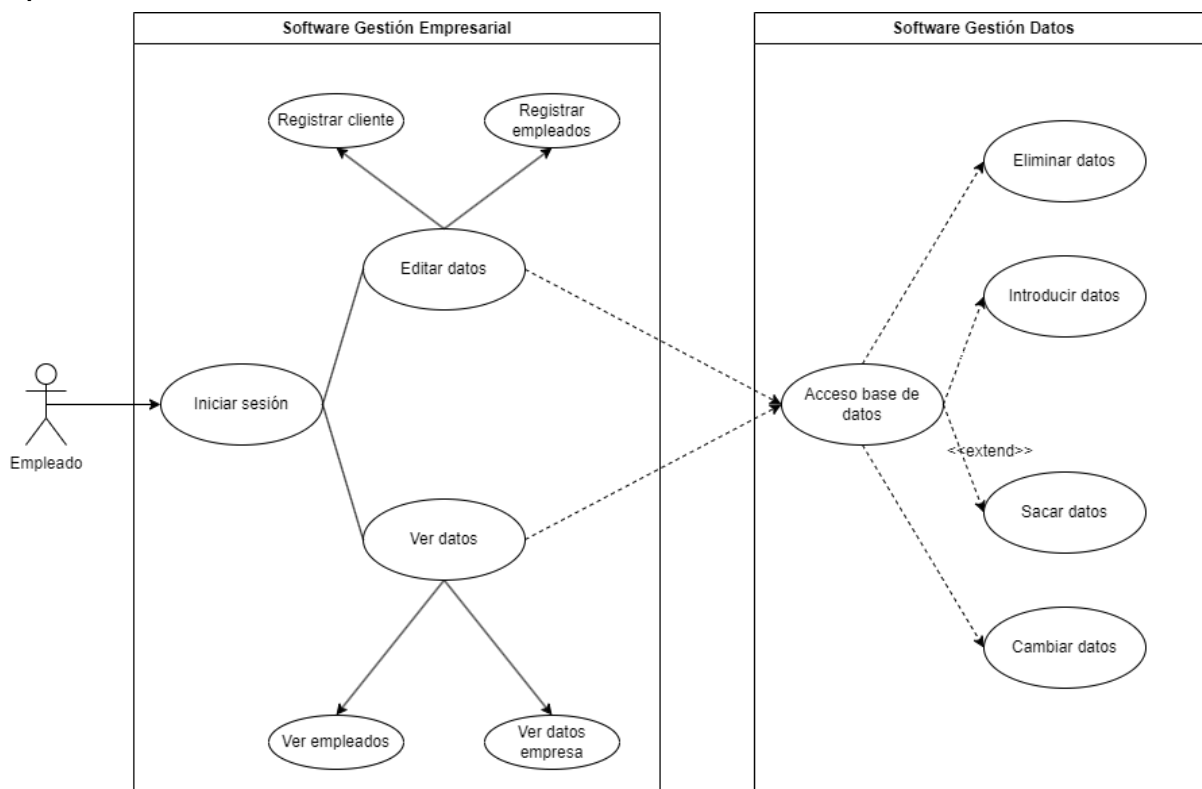 Software Gestión Empresarial
Software Gestión Datos
Registrar cliente
Registrar
empleados
Eliminar datos
Editar datos
Introducir datos
Iniciar sesión
Acceso base de
datos
Empleado
<<extend>>
Sacar datos
Ver datos
Cambiar datos
Ver empleados
Ver datos
empresa